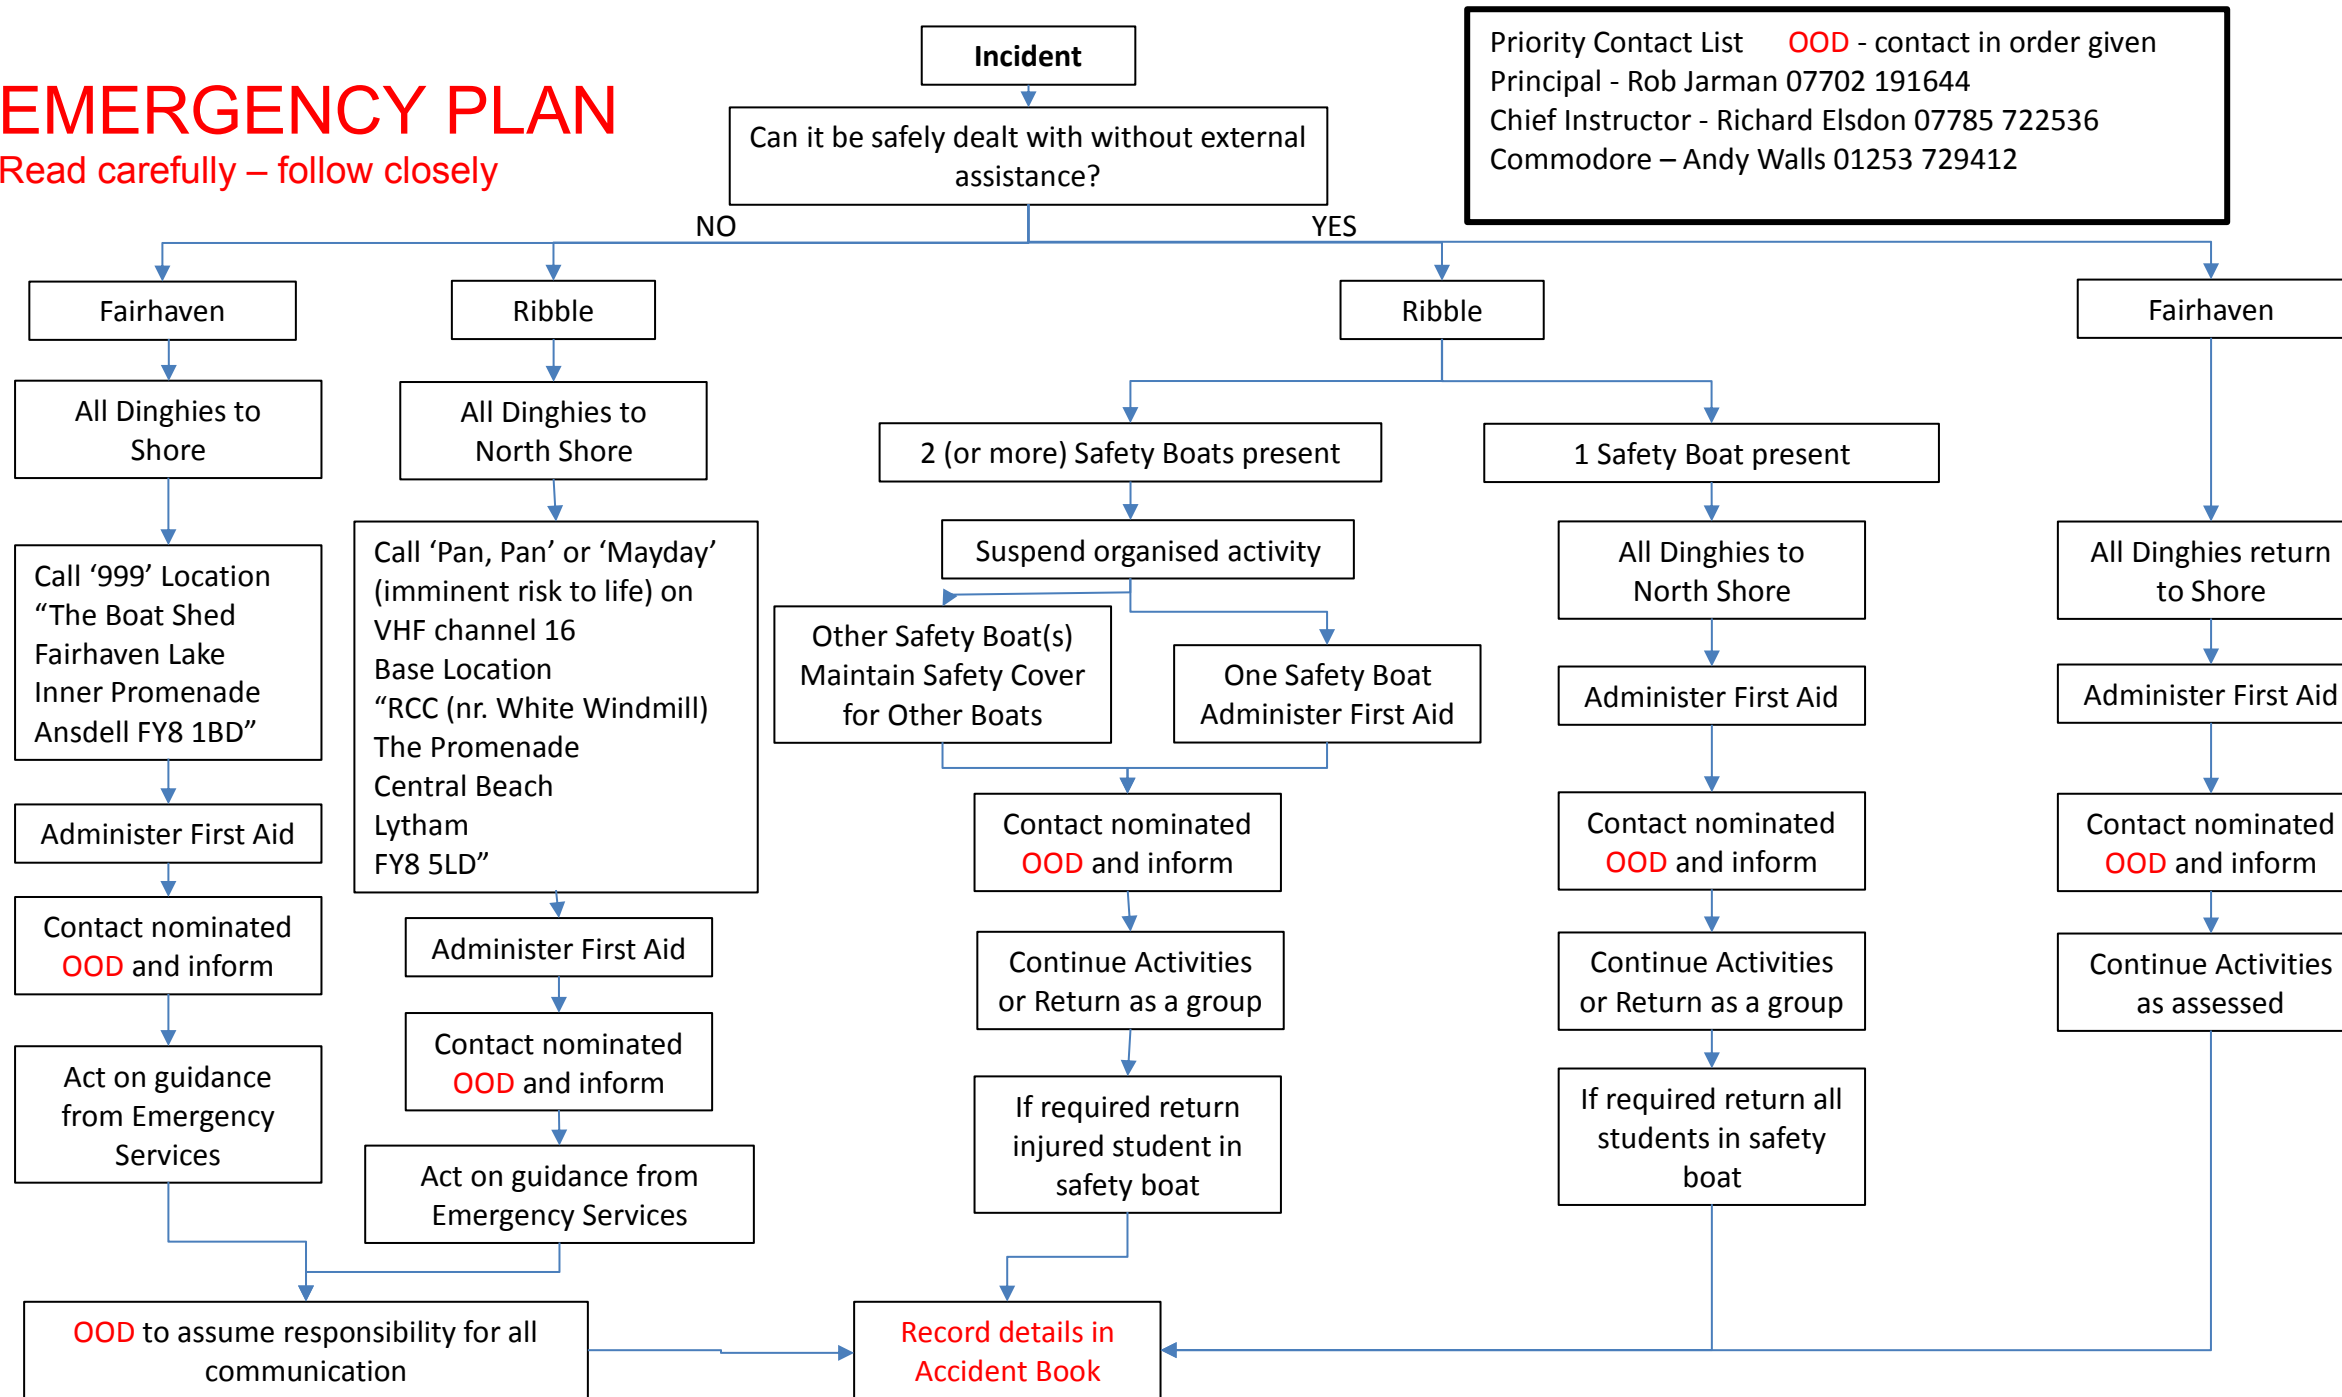 EMERGENCY PLAN
Read carefully – follow closely
Incident
Can it be safely dealt with without external
assistance?
Priority Contact List OOD - contact in order given
Principal - Rob Jarman 07702 191644
Chief Instructor - Richard Elsdon 07785 722536
Commodore – Andy Walls 01253 729412
NO
YES
Fairhaven
All Dinghies to
Shore
Call ‘999’ Location
“The Boat Shed
Fairhaven Lake
Inner Promenade
Ansdell FY8 1BD”
Administer First Aid
Contact nominated
OOD and inform
Act on guidance
from Emergency
Services
Ribble
All Dinghies to
North Shore
Call ‘Pan, Pan’ or ‘Mayday’
(imminent risk to life) on
VHF channel 16
Base Location
“RCC (nr. White Windmill)
The Promenade
Central Beach
Lytham
FY8 5LD”
Administer First Aid
Contact nominated
OOD and inform
Act on guidance from
Emergency Services
OOD to assume responsibility for all
communication
Ribble
2 (or more) Safety Boats present
Suspend organised activity
Other Safety Boat(s)
Maintain Safety Cover
for Other Boats
One Safety Boat
Administer First Aid
Contact nominated
OOD and inform
Continue Activities
or Return as a group
If required return
injured student in
safety boat
1 Safety Boat present
All Dinghies to
North Shore
Administer First Aid
Contact nominated
OOD and inform
Continue Activities
or Return as a group
If required return all
students in safety
boat
Fairhaven
All Dinghies return
to Shore
Administer First Aid
Contact nominated
OOD and inform
Continue Activities
as assessed
Record details in
Accident Book